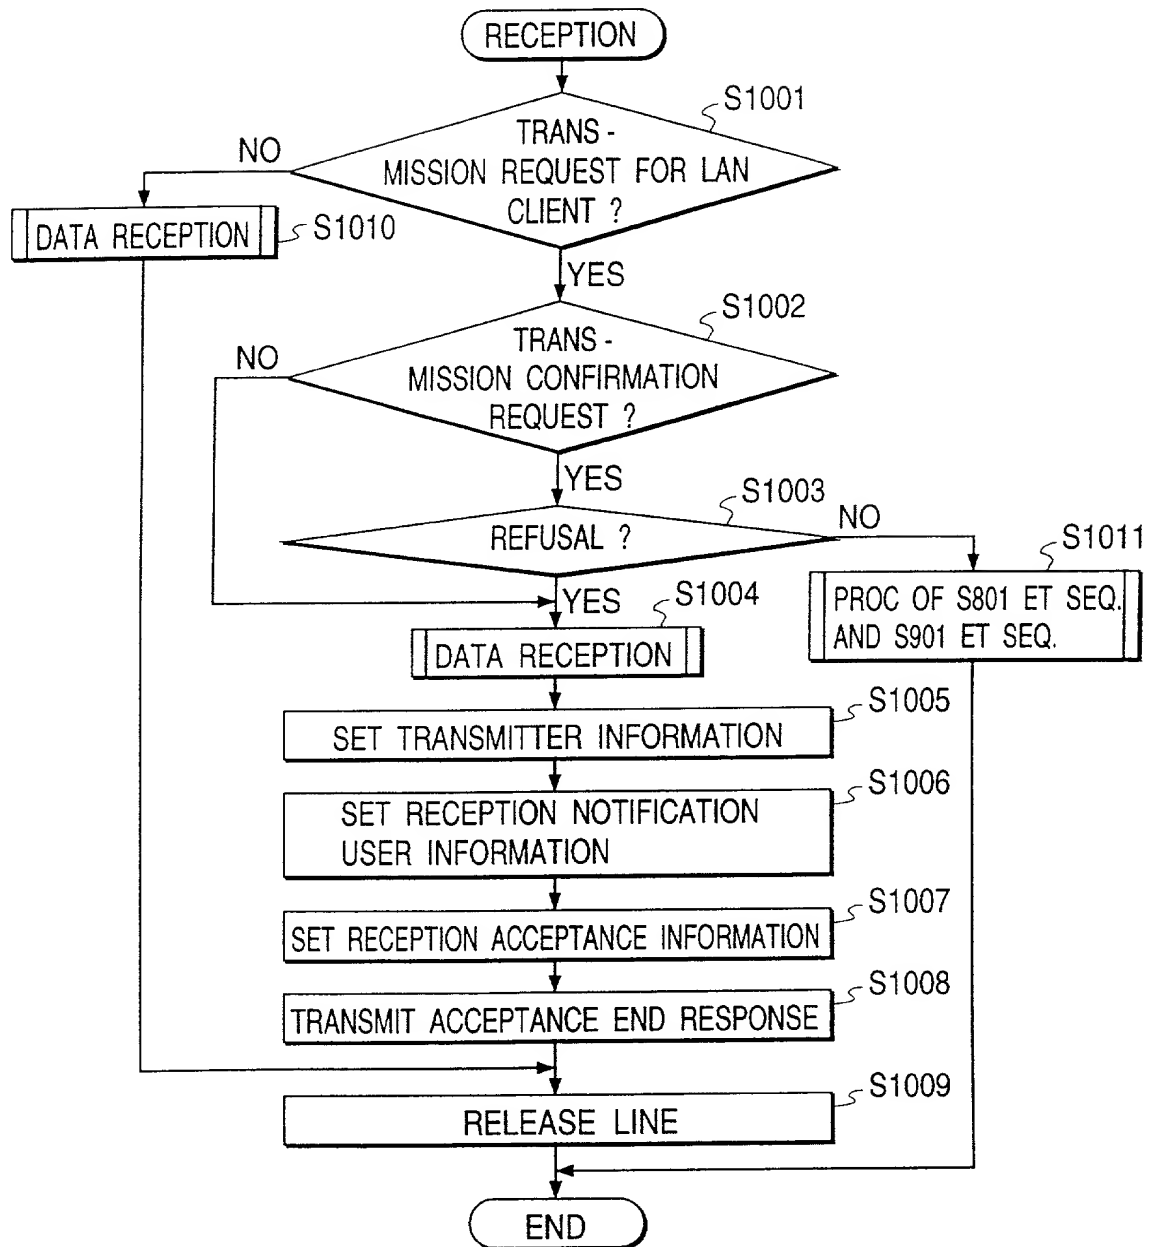 RECEPTION
S1001
TRANS -
MISSION REQUEST FOR LAN
CLIENT ?
NO
DATA RECEPTION
S1010
YES
S1002
TRANS -
MISSION CONFIRMATION
REQUEST ?
NO
YES
S1003
REFUSAL ?
NO
S1011
PROC OF S801 ET SEQ.
AND S901 ET SEQ.
YES
S1004
DATA RECEPTION
S1005
SET TRANSMITTER INFORMATION
S1006
SET RECEPTION NOTIFICATION
USER INFORMATION
S1007
SET RECEPTION ACCEPTANCE INFORMATION
S1008
TRANSMIT ACCEPTANCE END RESPONSE
S1009
RELEASE LINE
END